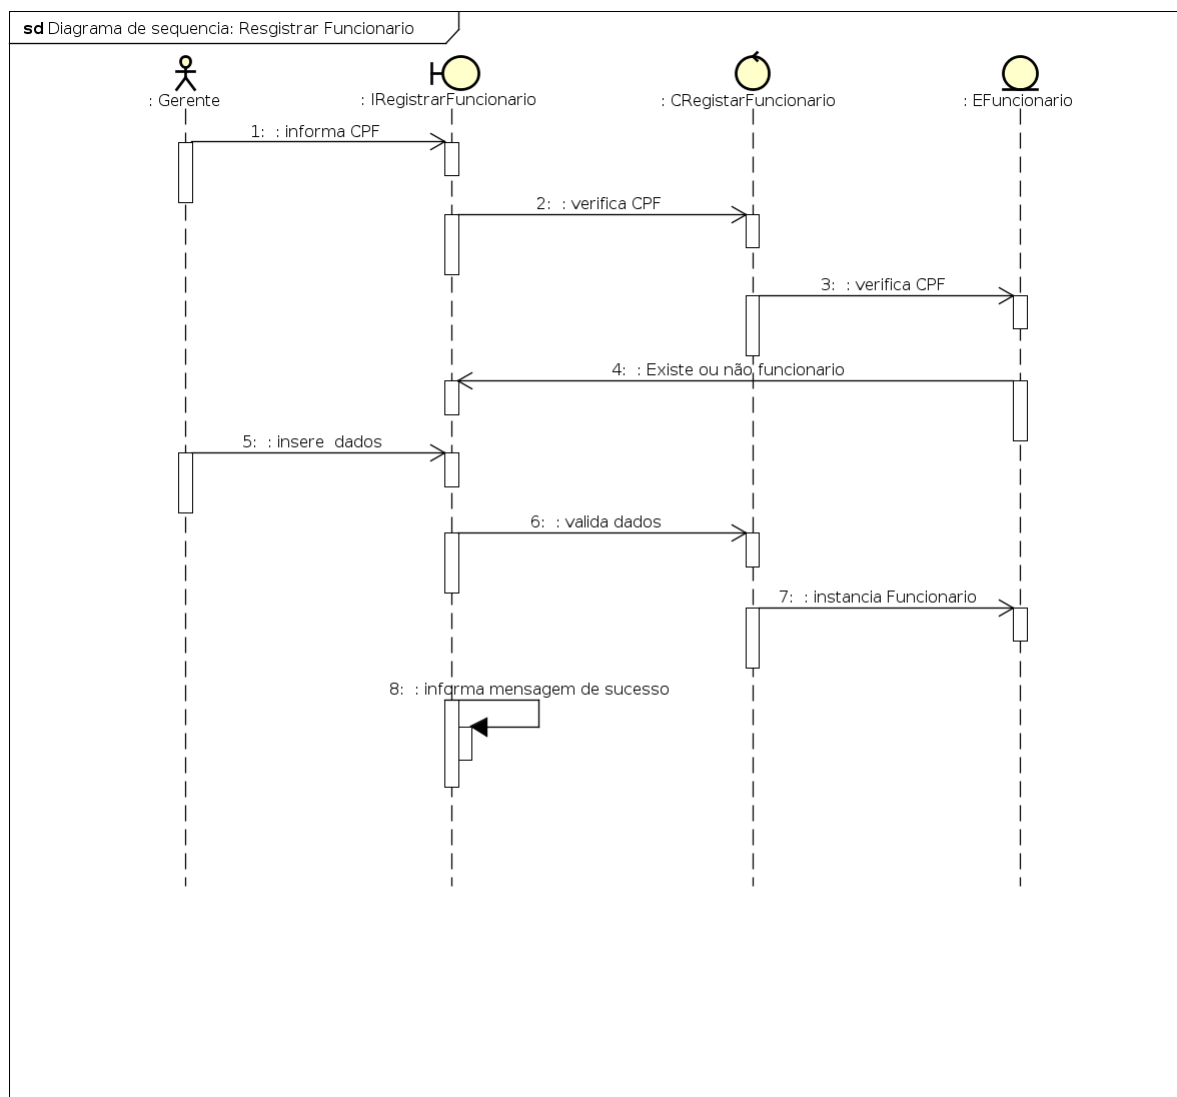 sd Diagrama de sequencia: Resgistrar Funcionario
: Gerente
: IRegistrarFuncionario
: CRegistarFuncionario
: EFuncionario
1: : informa CPF
2: : verifica CPF
3: : verifica CPF
4: : Existe ou não funcionario
5: : insere dados
6: : valida dados
7: : instancia Funcionario
8: : informa mensagem de sucesso